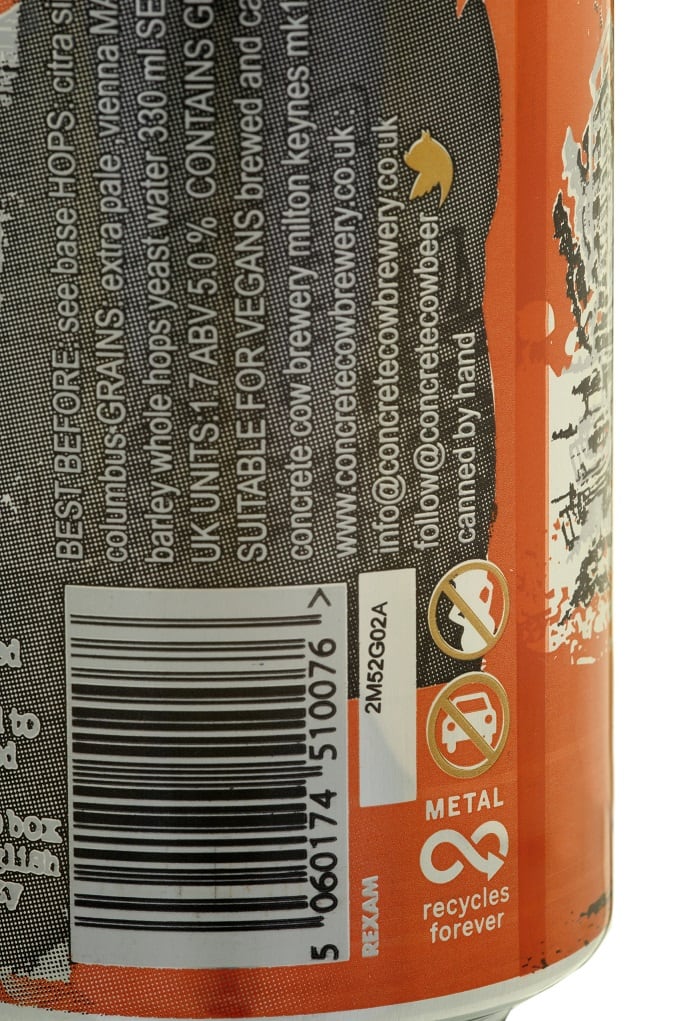 BEST BEFORE: see base HOPS: citra
columbus GRAINS: extra pale, vienna
barley whole hops yeast water 330 ml
UK UNITS:1.7 ABV 5.0% CONTAINS
SUITABLE FOR VEGANS brewed and
concrete cow brewery milton keynes mk1
www.concretecowbrewery.co.uk
info@concretecowbrewery.co.uk
follow@concretecowbeer
canned by hand
5 060174 510076 >
2M52G02A
REXAM
METAL
recycles
forever
box